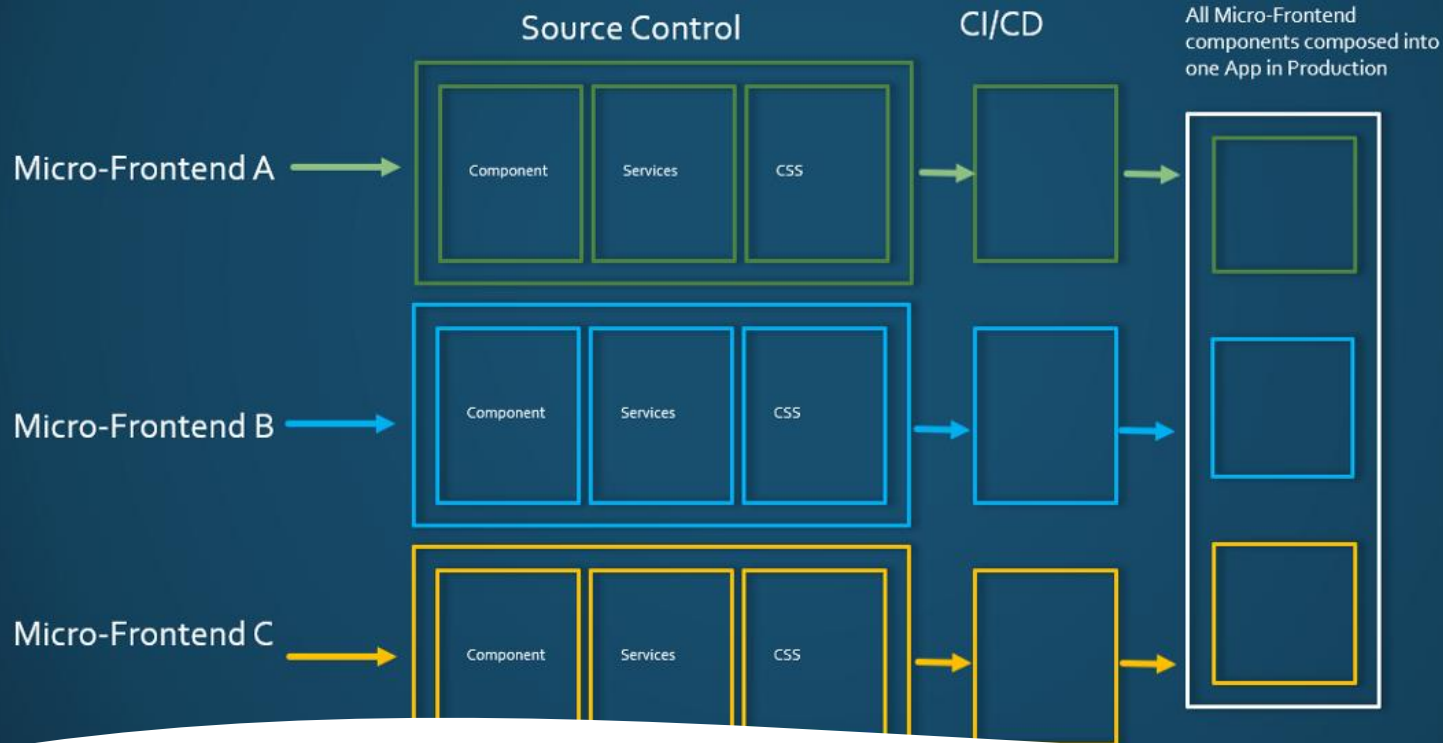 Source Control
CI/CD
All Micro-Frontend
components composed into
one App in Production
Micro-Frontend A
Component
Services
CSS
Micro-Frontend B
Component
Services
CSS
Micro-Frontend C
Component
Services
CSS